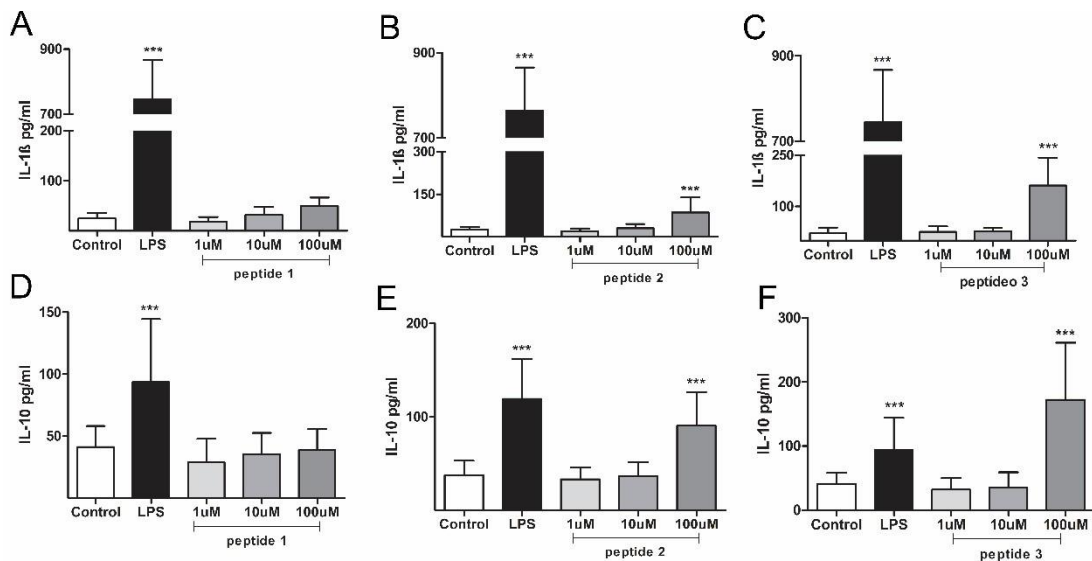 A
IL-1ß pg/ml
900
700
200
100
***
Control LPS 1uM 10uM 100uM
peptide 1
B
IL-1ß pg/ml
900
700
300
150
***
***
Control LPS 1uM 10uM 100uM
peptide 2
C
IL-1ß pg/ml
900
700
250
100
***
***
Control LPS 1uM 10uM 100uM
peptídeo 3
D
IL-10 pg/ml
150
100
50
***
Control LPS 1uM 10uM 100uM
peptide 1
E
IL-10 pg/ml
200
100
***
***
Control LPS 1uM 10uM 100uM
peptide 2
F
IL-10 pg/ml
300
200
100
0
***
***
Control LPS 1uM 10uM 100uM
peptide 3